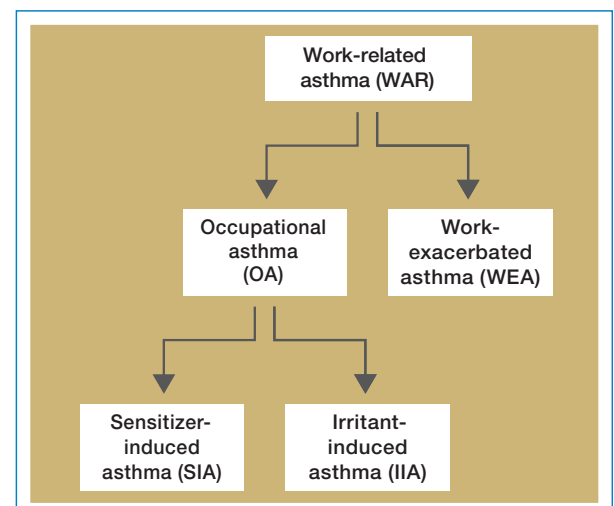 Work-related
asthma (WAR)
Occupational
asthma
(OA)
Work-
exacerbated
asthma (WEA)
Sensitizer-
induced
asthma (SIA)
Irritant-
induced
asthma (IIA)